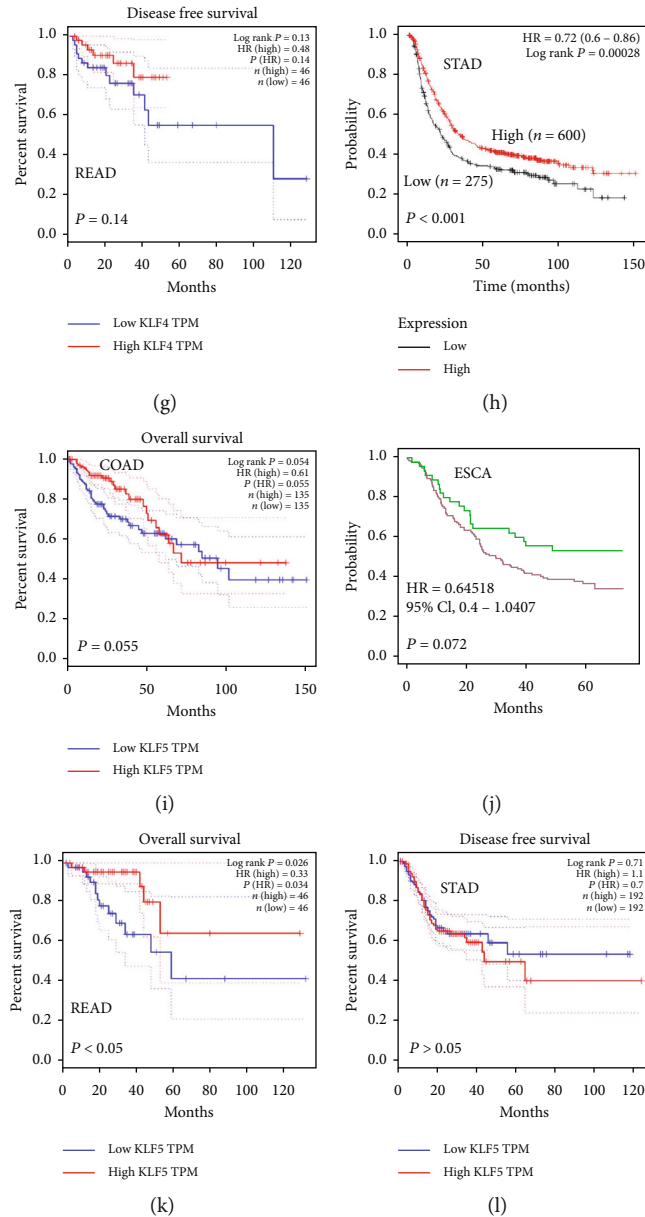 Disease free survival
Log rank P = 0.13
HR (high) = 0.48
P (HR) = 0.14
n (high) = 46
n (low) = 46
1.0
0.8
0.6
0.4
0.2
0.0
Percent survival
READ
P = 0.14
0 20 40 60 80 100 120
Months
Low KLF4 TPM
High KLF4 TPM
(g)
HR = 0.72 (0.6 – 0.86)
Log rank P = 0.00028
STAD
1.0
0.8
0.6
0.4
0.2
0.0
Probability
High (n = 600)
Low (n = 275)
P < 0.001
0 50 100 150
Time (months)
Expression
Low
High
(h)
Overall survival
COAD
Log rank P = 0.054
HR (high) = 0.61
P (HR) = 0.055
n (high) = 135
n (low) = 135
1.0
0.8
0.6
0.4
0.2
0.0
Percent survival
P = 0.055
0 50 100 150
Months
Low KLF5 TPM
High KLF5 TPM
(i)
ESCA
1.0
0.8
0.6
0.4
0.2
0.0
Probability
HR = 0.64518
95% Cl, 0.4 – 1.0407
P = 0.072
0 20 40 60
Months
(j)
Overall survival
Log rank P = 0.026
HR (high) = 0.33
P (HR) = 0.034
n (high) = 46
n (low) = 46
1.0
0.8
0.6
0.4
0.2
0.0
Percent survival
READ
P < 0.05
0 20 40 60 80 100 120
Months
Low KLF5 TPM
High KLF5 TPM
(k)
Disease free survival
Log rank P = 0.71
HR (high) = 1.1
P (HR) = 0.7
n (high) = 192
n (low) = 192
STAD
1.0
0.8
0.6
0.4
0.2
0.0
Percent survival
P > 0.05
0 20 40 60 80 100 120
Months
Low KLF5 TPM
High KLF5 TPM
(l)